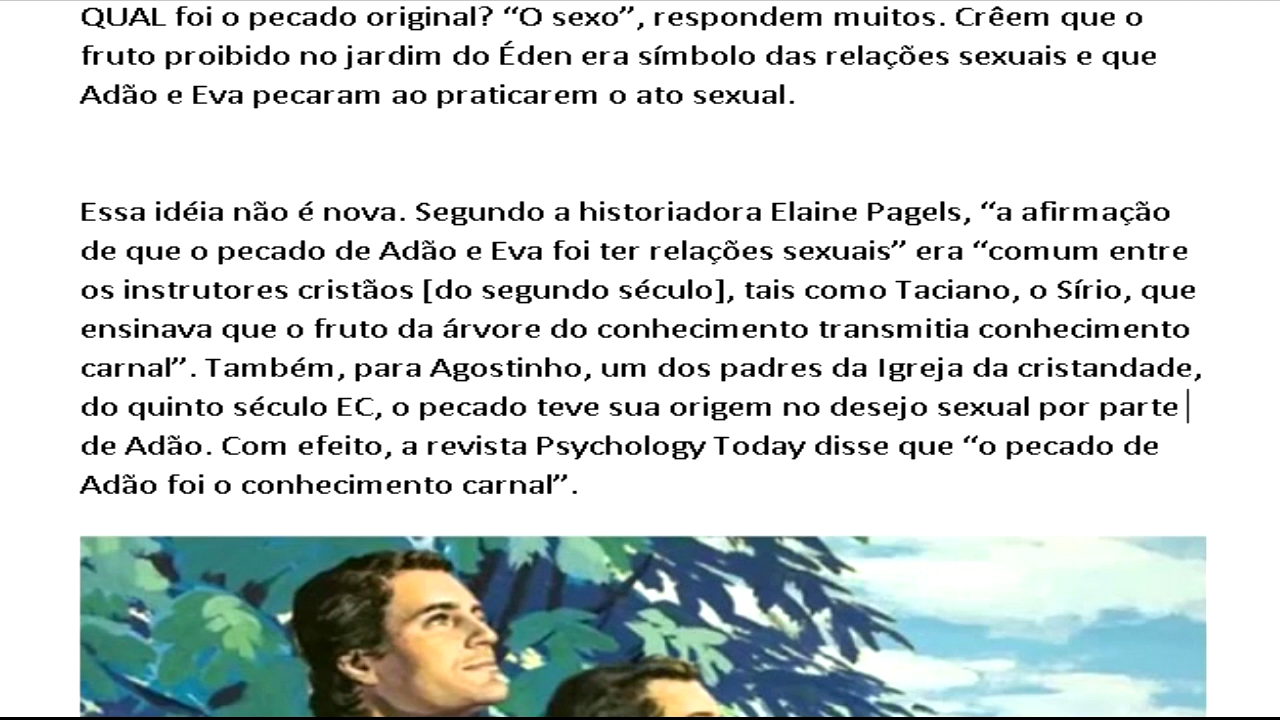 QUAL foi o pecado original? “O sexo”, respondem muitos. Crêem que o
fruto proibido no jardim do Éden era símbolo das relações sexuais e que
Adão e Eva pecaram ao praticarem o ato sexual.
Essa idéia não é nova. Segundo a historiadora Elaine Pagels, “a afirmação
de que o pecado de Adão e Eva foi ter relações sexuais” era “comum entre
os instrutores cristãos [do segundo século], tais como Taciano, o Sírio, que
ensinava que o fruto da árvore do conhecimento transmitia conhecimento
carnal”. Também, para Agostinho, um dos padres da Igreja da cristandade,
do quinto século EC, o pecado teve sua origem no desejo sexual por parte
de Adão. Com efeito, a revista Psychology Today disse que “o pecado de
Adão foi o conhecimento carnal”.